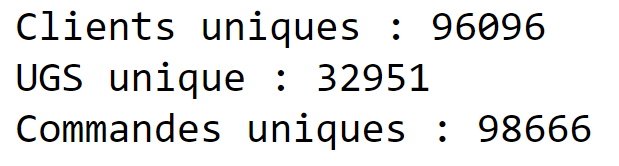 Clients uniques : 96096
UGS unique : 32951
Commandes uniques : 98666